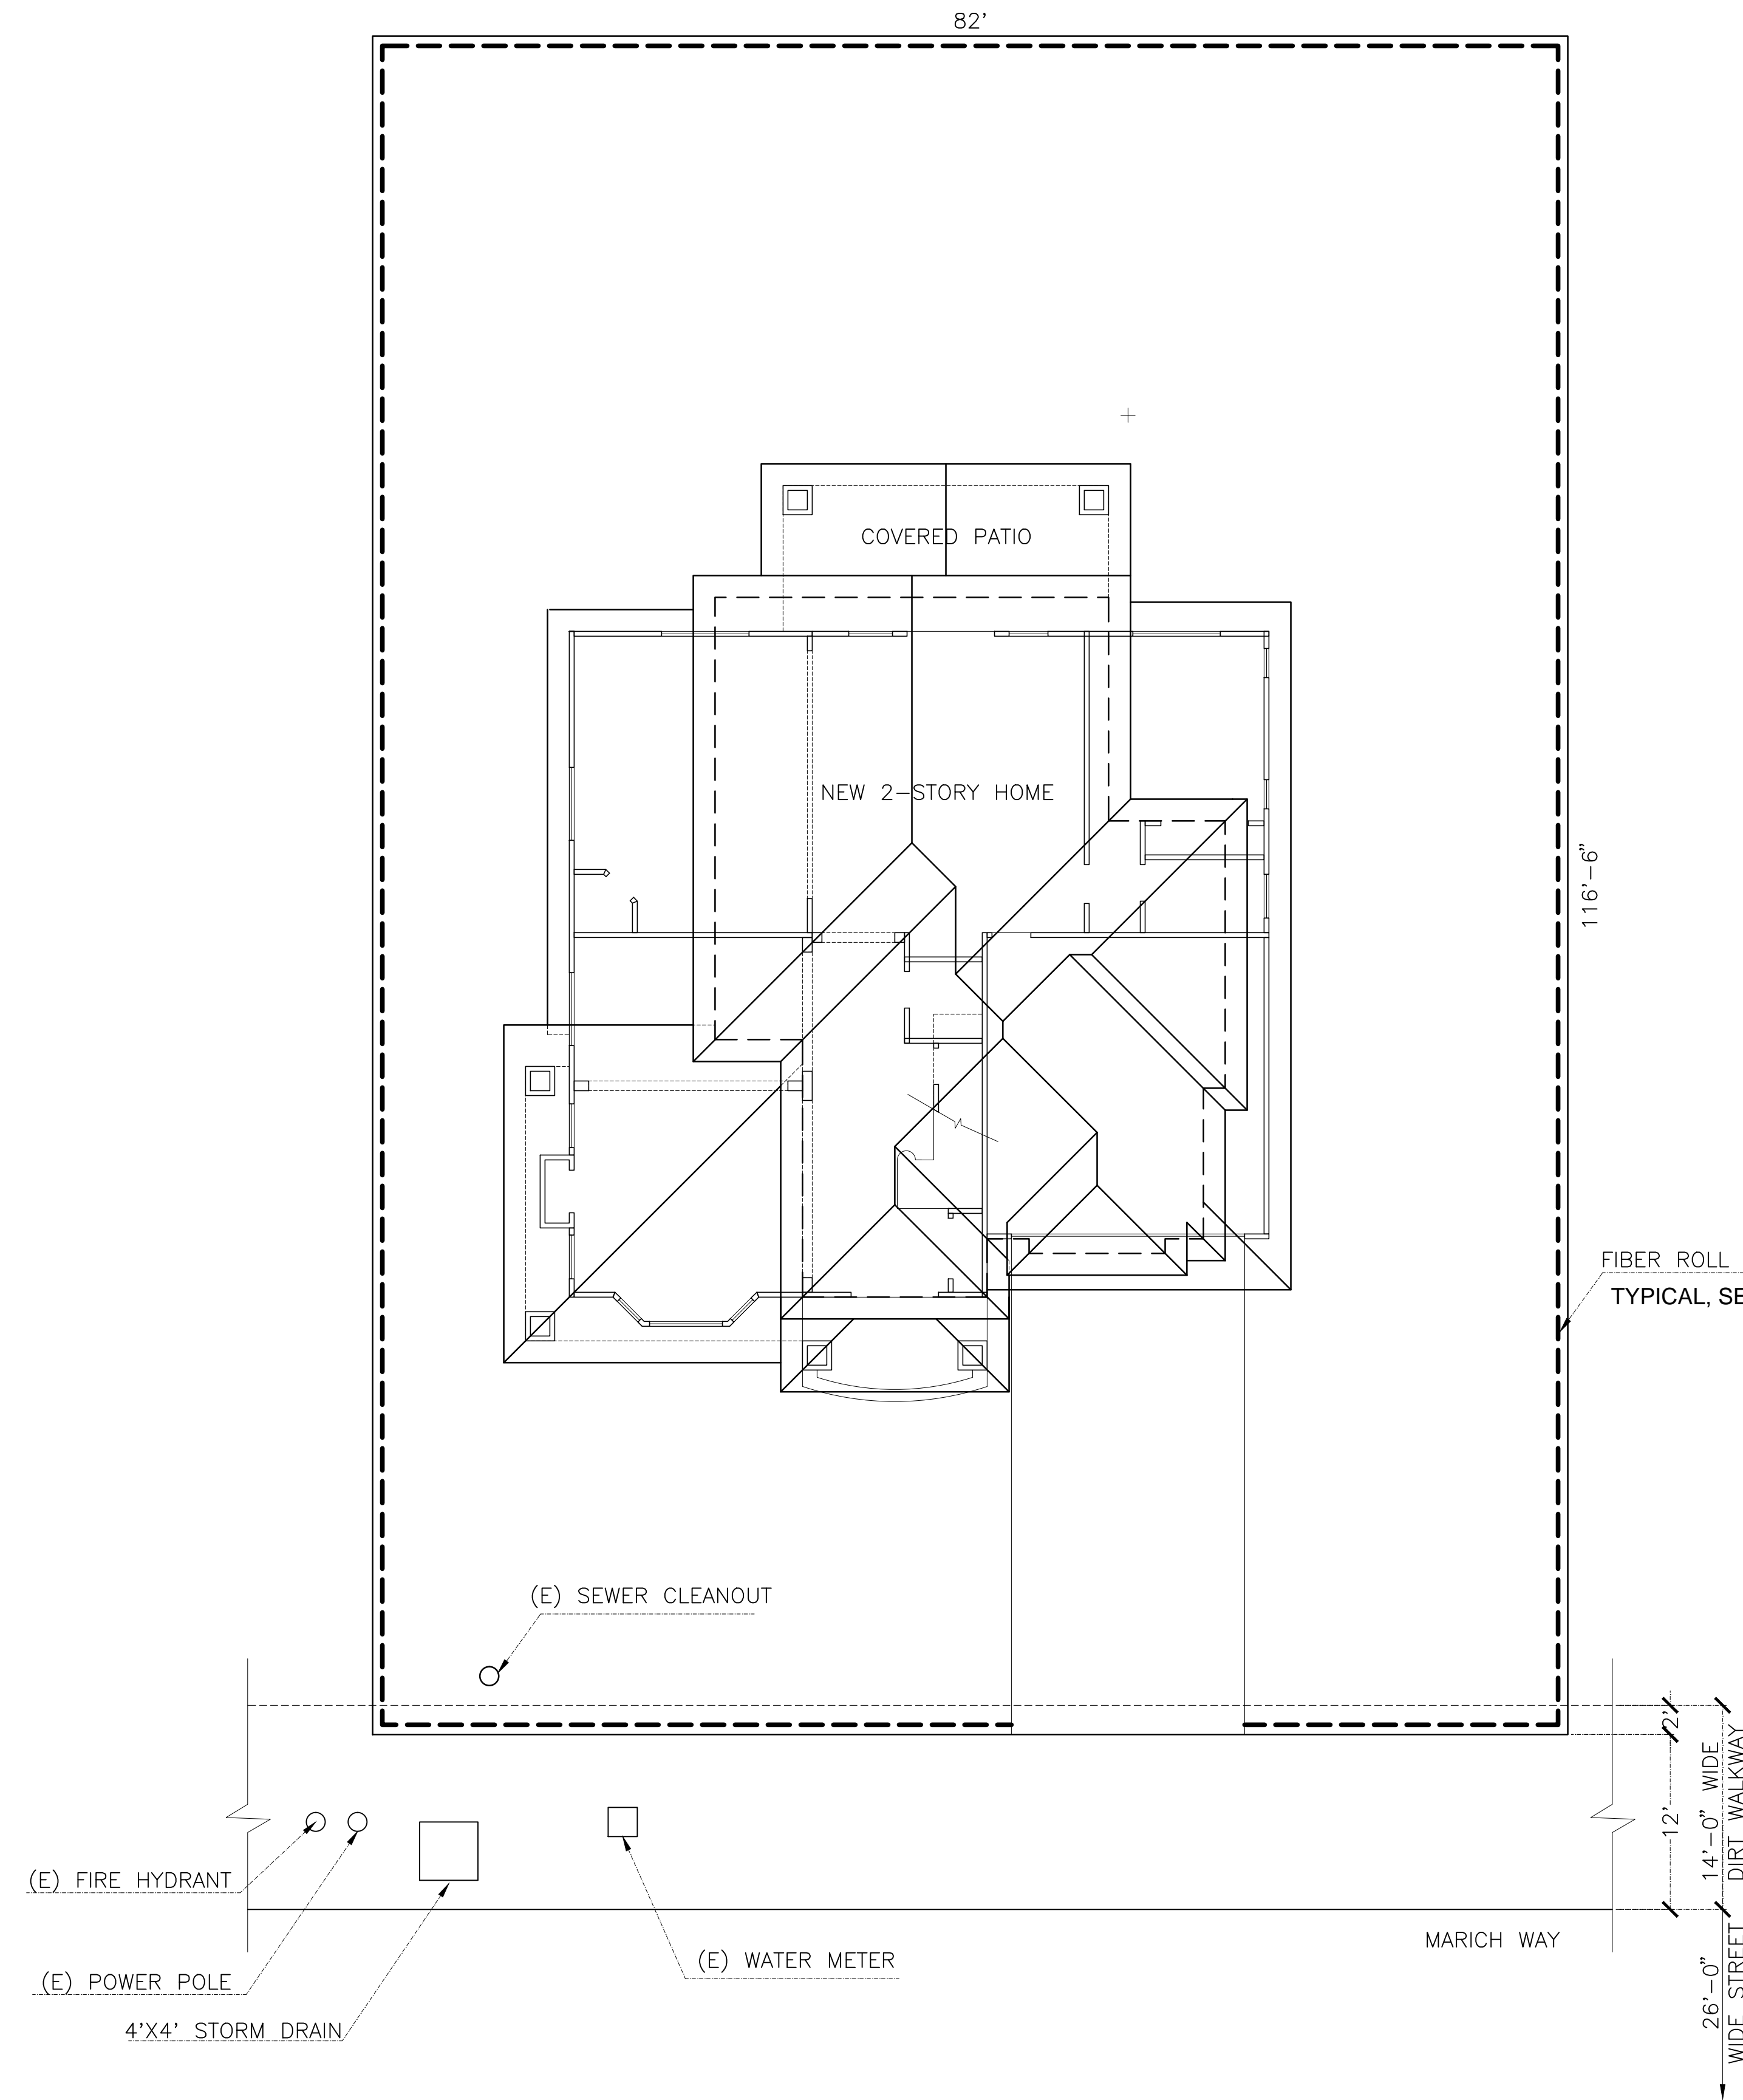 82'
COVERED PATIO
NEW 2-STORY HOME
116'-6"
FIBER ROLL
TYPICAL,
(E) SEWER CLEANOUT
2'
12'
14'-0" WIDE
DIRT WALKWAY
(E) FIRE HYDRANT
MARICH WAY
(E) WATER METER
(E) POWER POLE
26'-0"
WIDE STREET
4'X4' STORM DRAIN